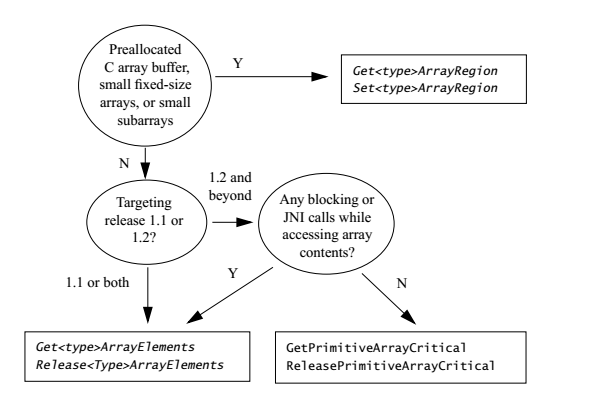 Preallocated
C array buffer,
small fixed-size
arrays, or small
subarrays
Y
Get<type>ArrayRegion
Set<type>ArrayRegion
N
1.2 and
beyond
Targeting
release 1.1 or
1.2?
Any blocking or
JNI calls while
accessing array
contents?
1.1 or both
Y
N
Get<type>ArrayElements
Release<Type>ArrayElements
GetPrimitiveArrayCritical
ReleasePrimitiveArrayCritical